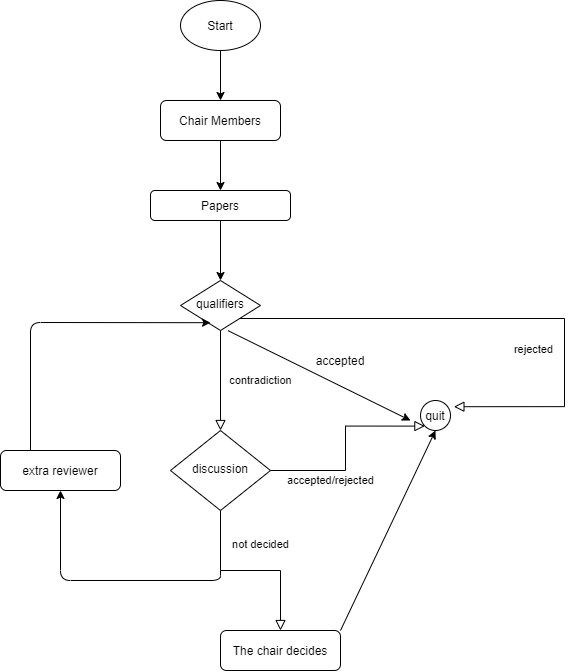 Start
Chair Members
Papers
qualifiers
rejected
accepted
contradiction
quit
discussion
extra reviewer
accepted/rejected
not decided
The chair decides